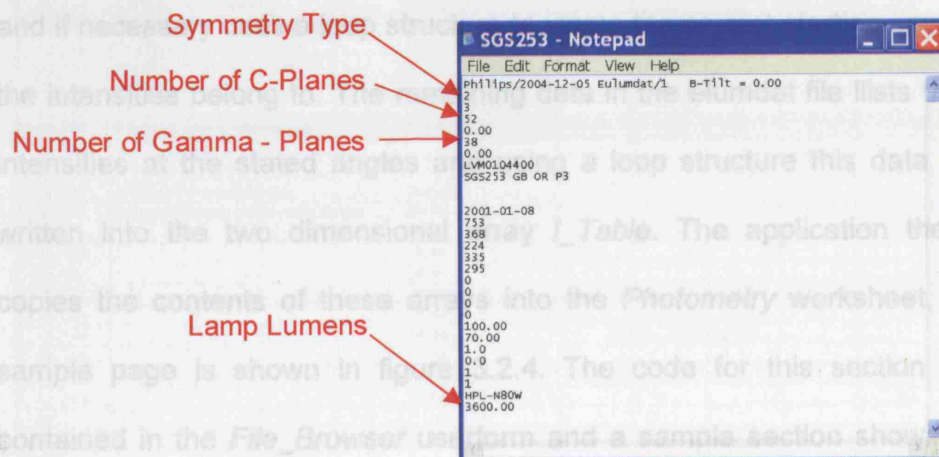 Symmetry Type
Number of C-Planes
Number of Gamma - Planes
Lamp Lumens
SGS253 - Notepad
File Edit Format View Help
Philips/2004-12-05 Eulumdat/1 B-Tilt = 0.00
2
3
52
0.00
38
0.00
LVM0104400
SGS253 GB OR P3
2001-01-08
753
368
224
335
295
0
0
0
0
0
100.00
70.00
1.0
0.0
1
1
HPL-N80W
3600.00
and if necessary loop
the intensities belong to. The data in the eulumdat file lists
intensities at the stated angles a loop structure this data
written into the two dimensional array I_Table. The application
copies the contents of these arrays into the Photometry worksheet,
sample page is shown in figure 3.2.4. The code for this section
contained in the File_Browser userform and a sample section